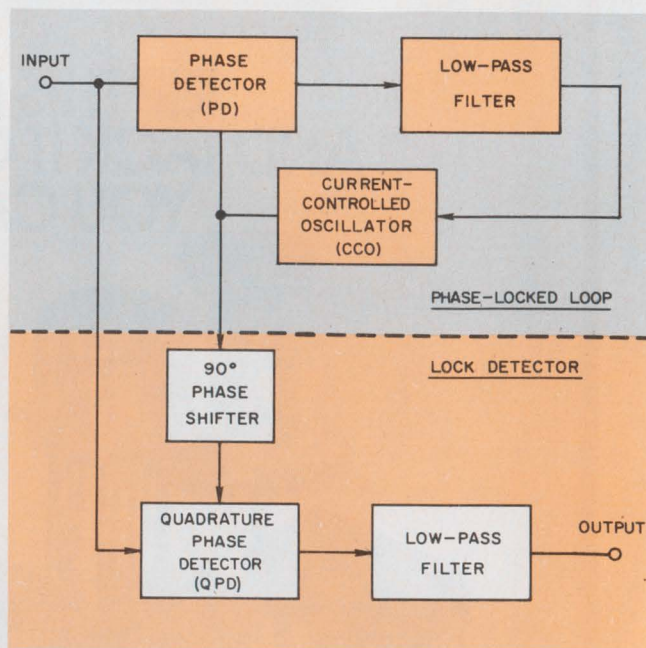 INPUT
PHASE
DETECTOR
(PD)
LOW-PASS
FILTER
CURRENT-
CONTROLLED
OSCILLATOR
(CCO)
PHASE-LOCKED LOOP
LOCK DETECTOR
90°
PHASE
SHIFTER
QUADRATURE
PHASE
DETECTOR
(QPD)
LOW-PASS
FILTER
OUTPUT